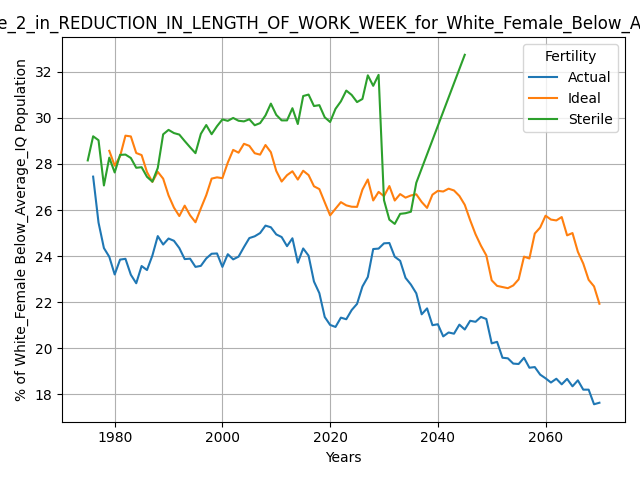 e_2_in_REDUCTION_IN_LENGTH_OF_WORK_WEEK_for_White_Female_Below_A
Fertility
Actual
Ideal
Sterile
% of White_Female Below_Average_IQ Population
32
30
28
26
24
22
20
18
1980
2000
2020
2040
2060
Years